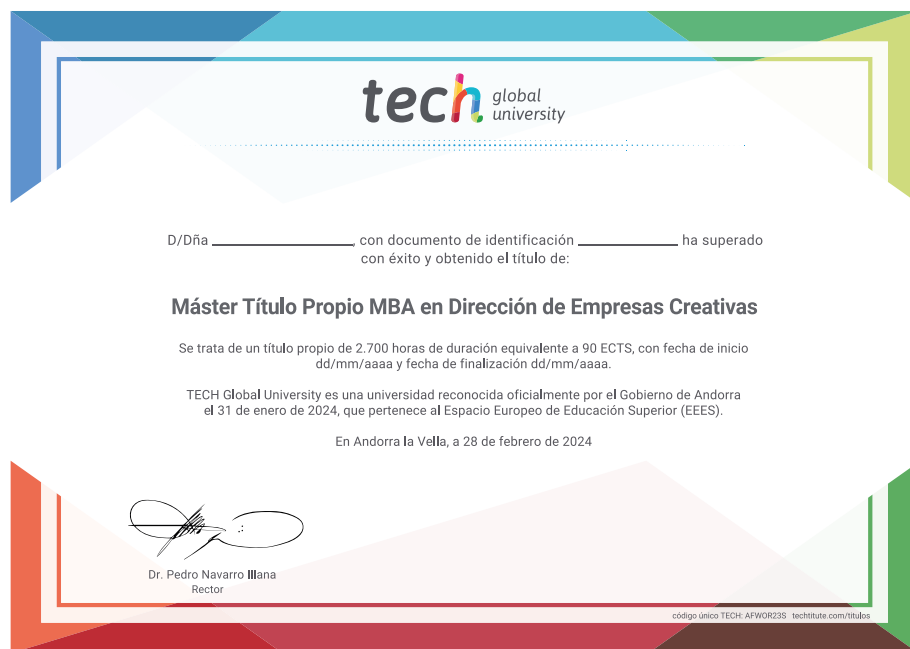 tech global
university
D/Dña ____________, con documento de identificación ____________ ha superado
con éxito y obtenido el título de:
Máster Título Propio MBA en Dirección de Empresas Creativas
Se trata de un título propio de 2.700 horas de duración equivalente a 90 ECTS, con fecha de inicio
dd/mm/aaaa y fecha de finalización dd/mm/aaaa.
TECH Global University es una universidad reconocida oficialmente por el Gobierno de Andorra
el 31 de enero de 2024, que pertenece al Espacio Europeo de Educación Superior (EEES).
En Andorra la Vella, a 28 de febrero de 2024
Dr. Pedro Navarro Illana
Rector
código único TECH: AFWOR23S techtitute.com/titulos